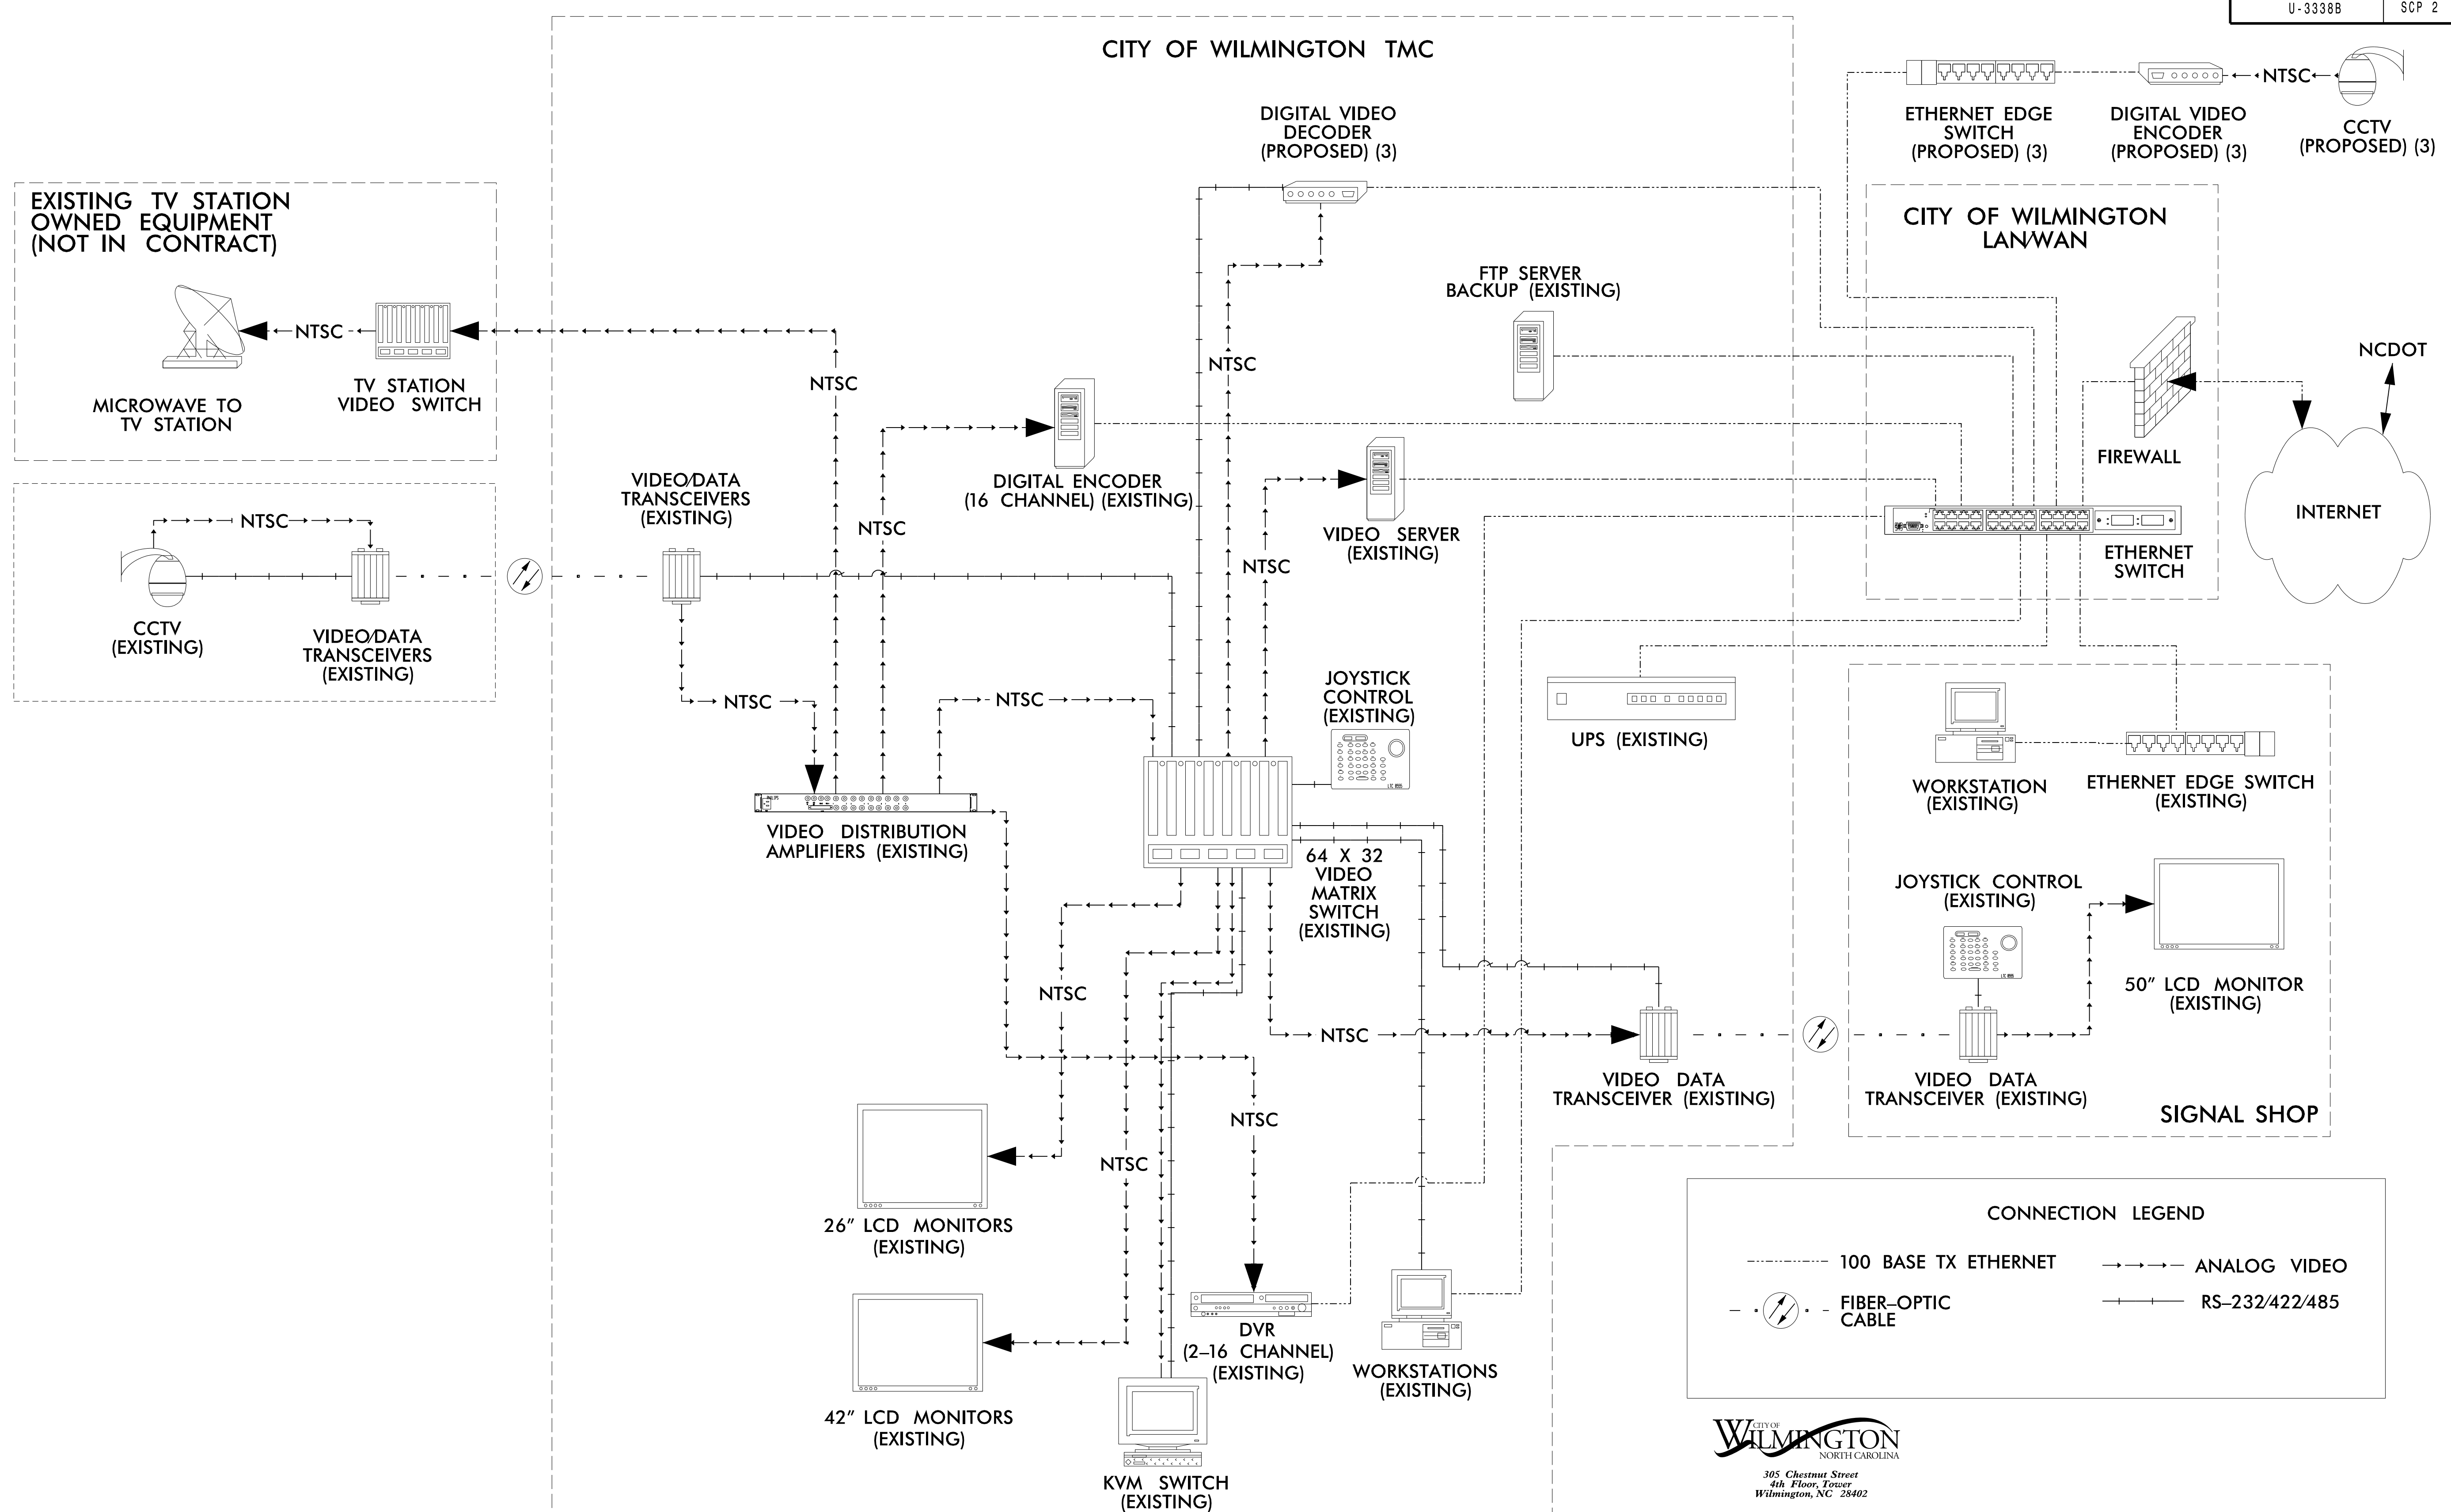 U-3338B
SCP 2
CITY OF WILMINGTON TMC
NTSC
ETHERNET EDGE
SWITCH
(PROPOSED) (3)
DIGITAL VIDEO
ENCODER
(PROPOSED) (3)
CCTV
(PROPOSED) (3)
DIGITAL VIDEO
DECODER
(PROPOSED) (3)
EXISTING TV STATION
OWNED EQUIPMENT
(NOT IN CONTRACT)
CITY OF WILMINGTON
LAN/WAN
FTP SERVER
BACKUP (EXISTING)
NTSC
MICROWAVE TO
TV STATION
TV STATION
VIDEO SWITCH
NTSC
NTSC
NCDOT
FIREWALL
INTERNET
ETHERNET
SWITCH
DIGITAL ENCODER
(16 CHANNEL) (EXISTING)
VIDEO/DATA
TRANSCEIVERS
(EXISTING)
NTSC
NTSC
VIDEO SERVER
(EXISTING)
NTSC
CCTV
(EXISTING)
VIDEO/DATA
TRANSCEIVERS
(EXISTING)
NTSC
NTSC
JOYSTICK
CONTROL
(EXISTING)
LTC 8555
UPS (EXISTING)
WORKSTATION
(EXISTING)
ETHERNET EDGE SWITCH
(EXISTING)
VIDEO DISTRIBUTION
AMPLIFIERS (EXISTING)
64 X 32
VIDEO
MATRIX
SWITCH
(EXISTING)
JOYSTICK CONTROL
(EXISTING)
LTC 8555
50" LCD MONITOR
(EXISTING)
NTSC
NTSC
VIDEO DATA
TRANSCEIVER (EXISTING)
VIDEO DATA
TRANSCEIVER (EXISTING)
SIGNAL SHOP
NTSC
NTSC
26" LCD MONITORS
(EXISTING)
42" LCD MONITORS
(EXISTING)
DVR
(2-16 CHANNEL)
(EXISTING)
WORKSTATIONS
(EXISTING)
KVM SWITCH
(EXISTING)
CONNECTION LEGEND
100 BASE TX ETHERNET
ANALOG VIDEO
FIBER-OPTIC
CABLE
RS-232/422/485
CITY OF
WILMINGTON
NORTH CAROLINA
305 Chestnut Street
4th Floor, Tower
Wilmington, NC 28402